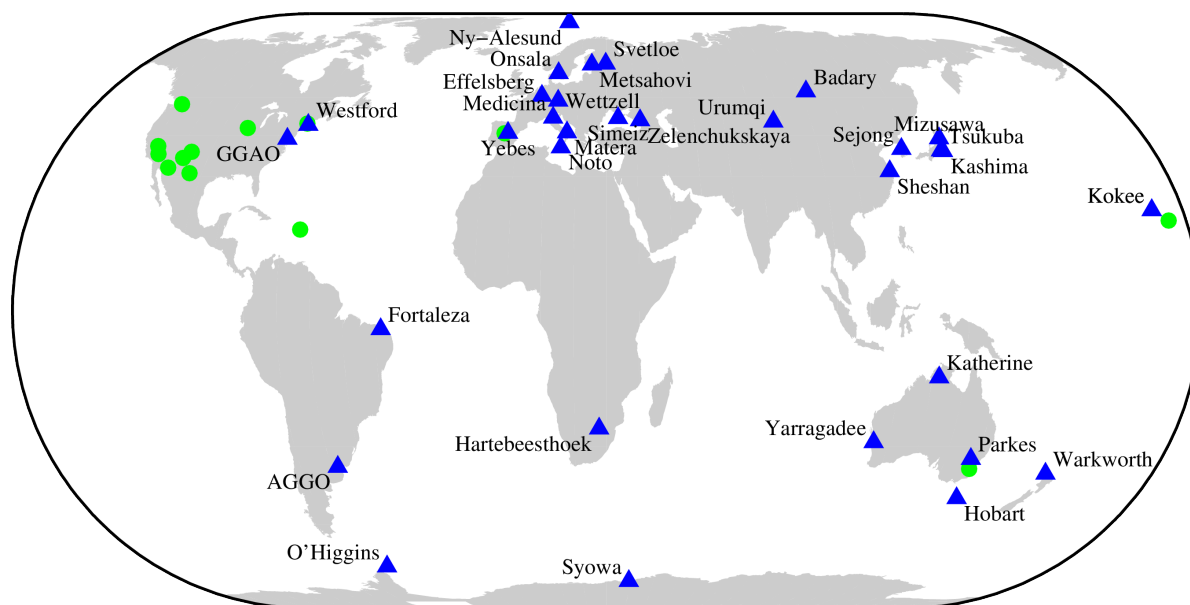 Ny−Alesund
Svetloe
Onsala
Metsahovi
Effelsberg
Badary
Medicina
Wettzell
Westford
Urumqi
Mizusawa
Simeiz
Zelenchukskaya
Sejong
Tsukuba
GGAO
Yebes
Matera
Noto
Kashima
Sheshan
Kokee
Fortaleza
Katherine
Yarragadee
Hartebeesthoek
Parkes
Warkworth
AGGO
Hobart
O'Higgins
Syowa